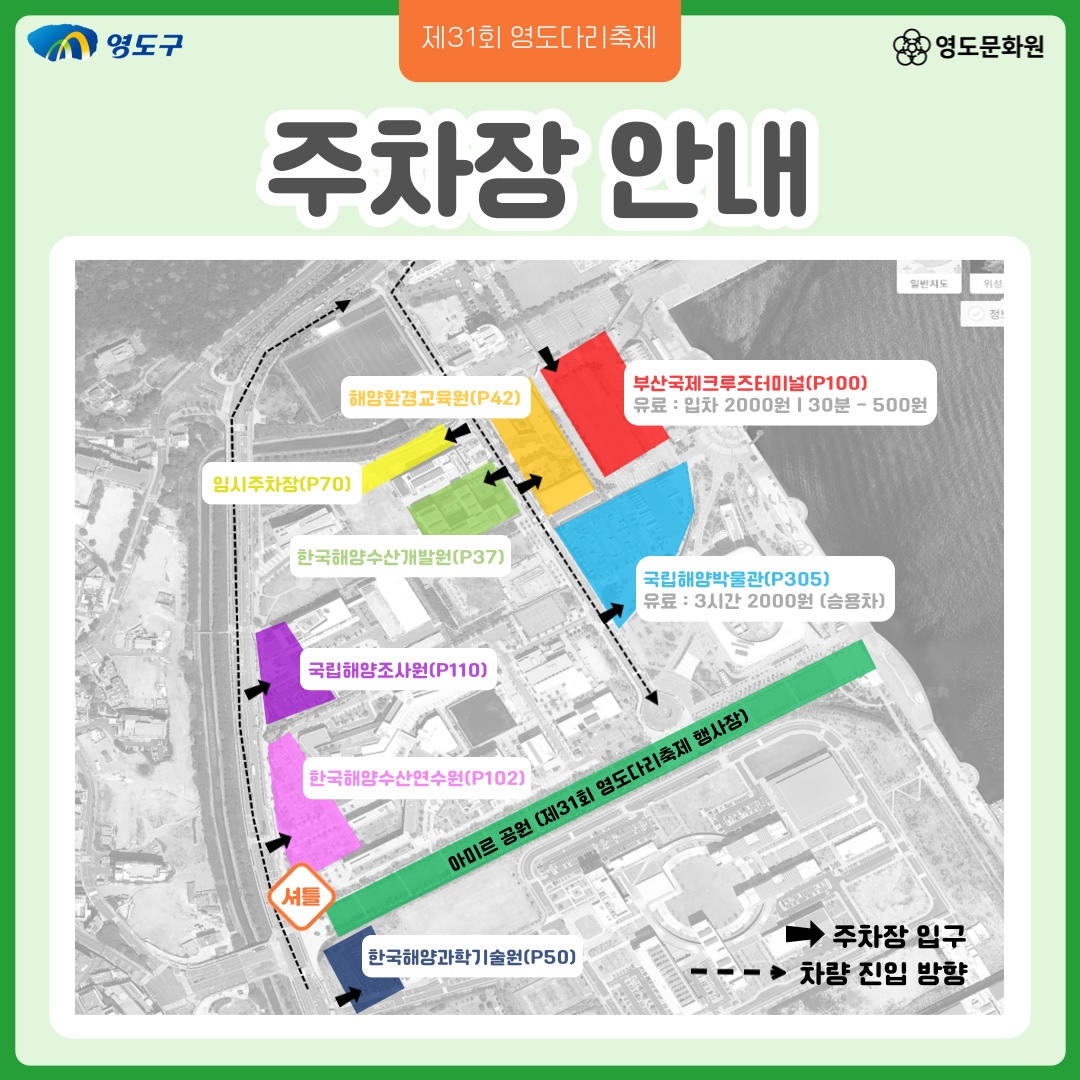 영도구
제31회 영도다리축제
영도문화원
주차장 안내
일반지도
위성
정보
해양환경교육원(P42)
부산국제크루즈터미널(P100)
유료 : 입차 2000원 | 30분 - 500원
임시주차장(P70)
한국해양수산개발원(P37)
국립해양박물관(P305)
유료 : 3시간 2000원 (승용차)
국립해양조사원(P110)
한국해양수산연수원(P102)
아미르 공원 (제31회 영도다리축제 행사장)
셔틀
한국해양과학기술원(P50)
주차장 입구
차량 진입 방향